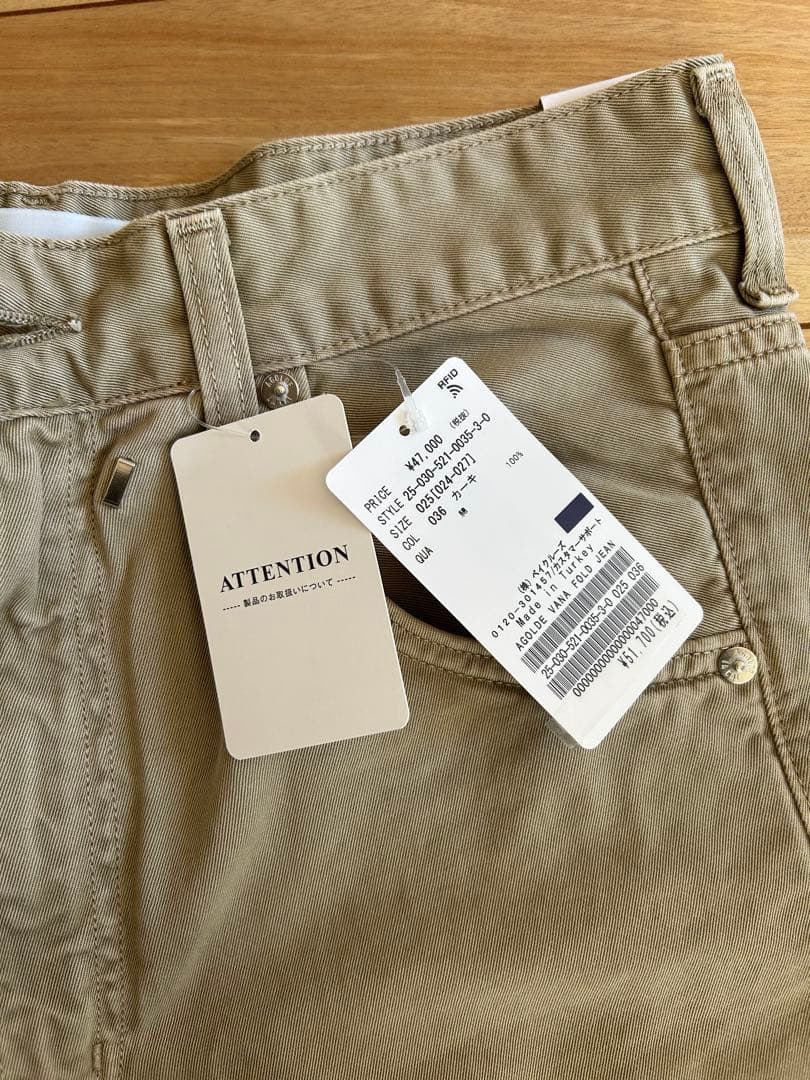 ATTENTION
----- 製品のお取扱いについて -----
RFID
PRICE ¥47,000 (税抜)
STYLE 25-030-521-0035-3-0
SIZE 025[024-027]
COL 036 カーキ
QUA 綿 100%
(株) ベイクルーズ
0120-301457/カスタマーサポート
Made in Turkey
AGOLDE VANA FOLD JEAN
25-030-521-0035-3-0 025 036
0000000000000047000
¥51,700(税込)